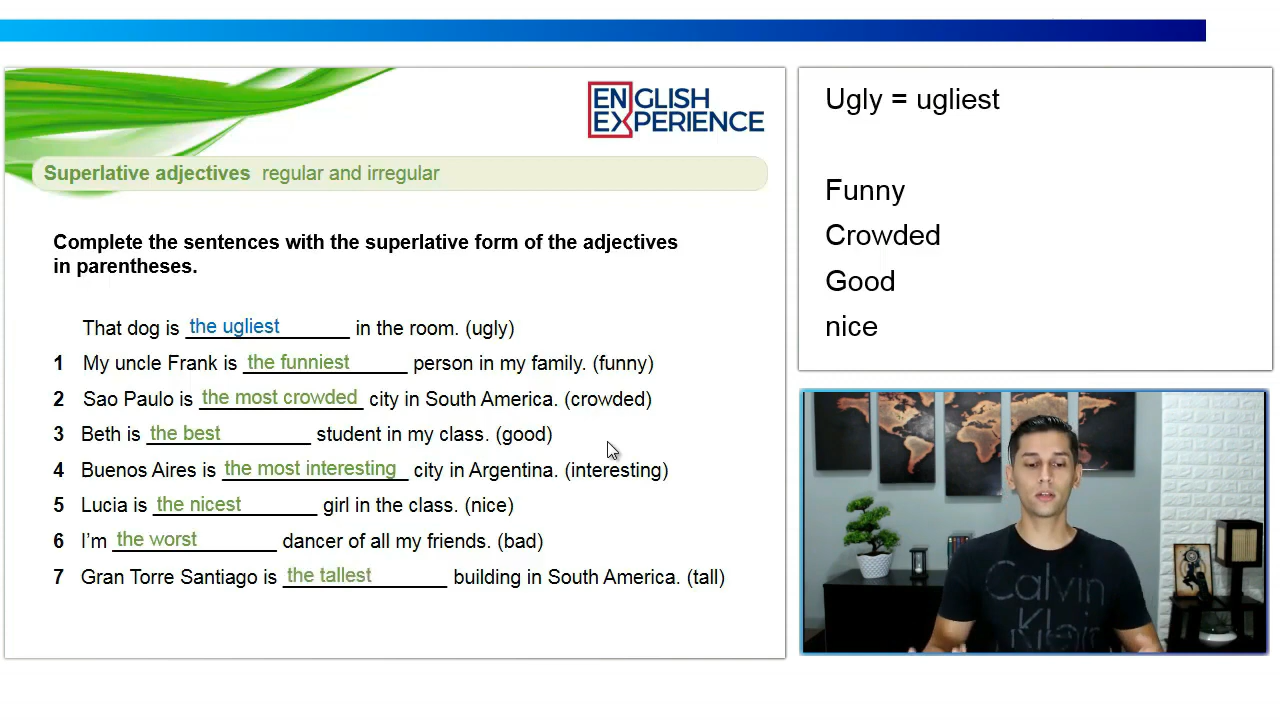 ENGLISH
EXPERIENCE
Superlative adjectives regular and irregular
Complete the sentences with the superlative form of the adjectives
in parentheses.
That dog is the ugliest in the room. (ugly)
1 My uncle Frank is the funniest person in my family. (funny)
2 Sao Paulo is the most crowded city in South America. (crowded)
3 Beth is the best student in my class. (good)
4 Buenos Aires is the most interesting city in Argentina. (interesting)
5 Lucia is the nicest girl in the class. (nice)
6 I'm the worst dancer of all my friends. (bad)
7 Gran Torre Santiago is the tallest building in South America. (tall)
Ugly = ugliest
Funny
Crowded
Good
nice
Calvin
Klein